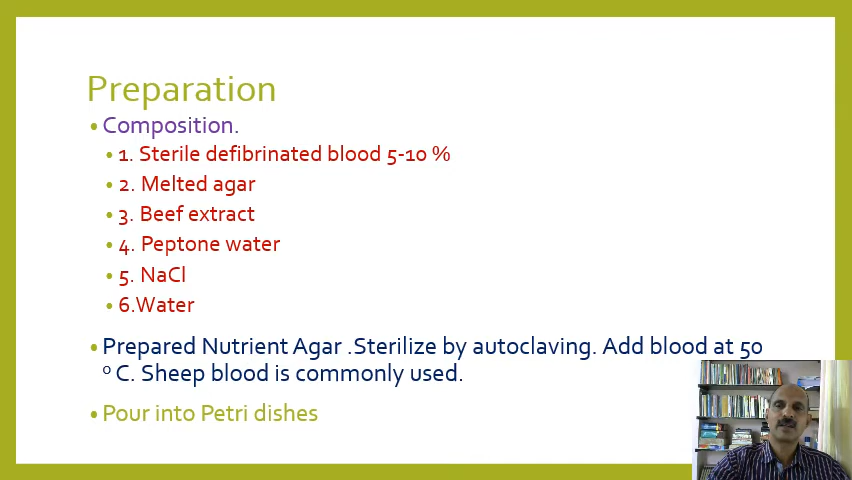 Preparation
• Composition.
• 1. Sterile defibrinated blood 5-10 %
• 2. Melted agar
• 3. Beef extract
• 4. Peptone water
• 5. NaCl
• 6.Water
• Prepared Nutrient Agar .Sterilize by autoclaving. Add blood at 50
º C. Sheep blood is commonly used.
• Pour into Petri dishes